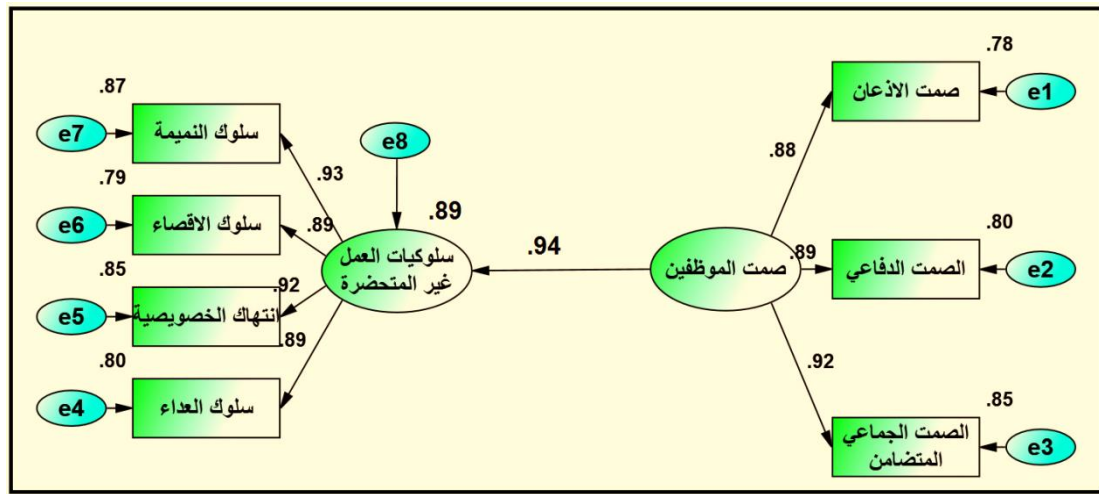 .78
صمت الاذعان
e1
.87
سلوك النميمة
e7
e8
.88
.93
.79
سلوك الاقصاء
e6
.89
.89
سلوكيات العمل
غير المتحضرة
.94
صمت الموظفين
.89
.80
الصمت الدفاعي
e2
.85
انتهاك الخصويصية
e5
.92
.89
.80
سلوك العداء
e4
.92
.85
الصمت الجماعي
المتضامن
e3